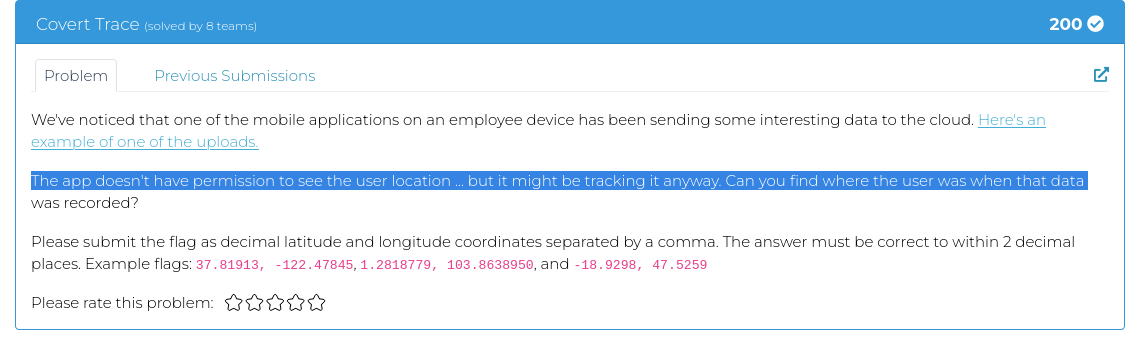 Covert Trace (solved by 8 teams)
200
Problem
Previous Submissions
We've noticed that one of the mobile applications on an employee device has been sending some interesting data to the cloud. Here's an
example of one of the uploads.
The app doesn't have permission to see the user location ... but it might be tracking it anyway. Can you find where the user was when that data
was recorded?
Please submit the flag as decimal latitude and longitude coordinates separated by a comma. The answer must be correct to within 2 decimal
places. Example flags: 37.81913, -122.47845, 1.2818779, 103.8638950, and -18.9298, 47.5259
Please rate this problem: